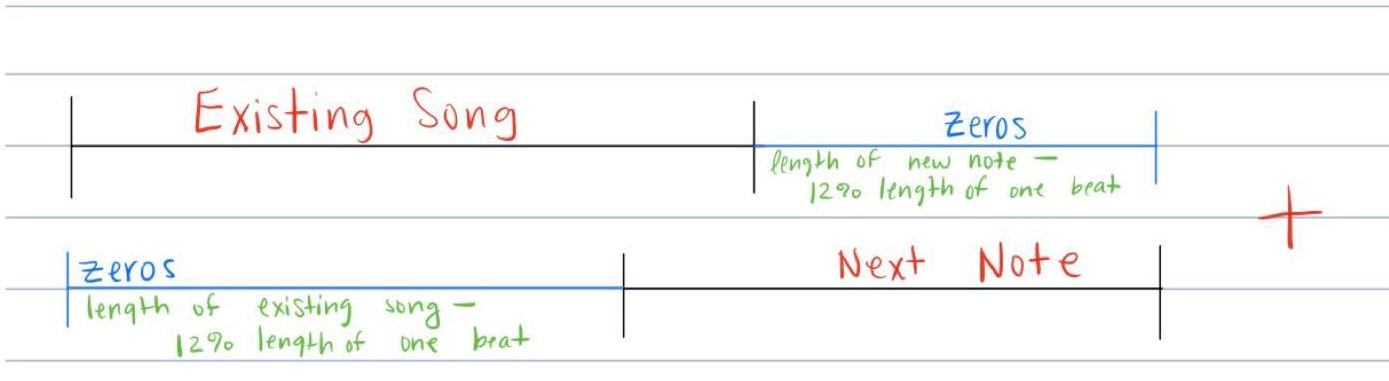 Existing Song
Zeros
length of new note -
12% length of one beat
+
zeros
Next Note
length of existing song -
12% length of one beat